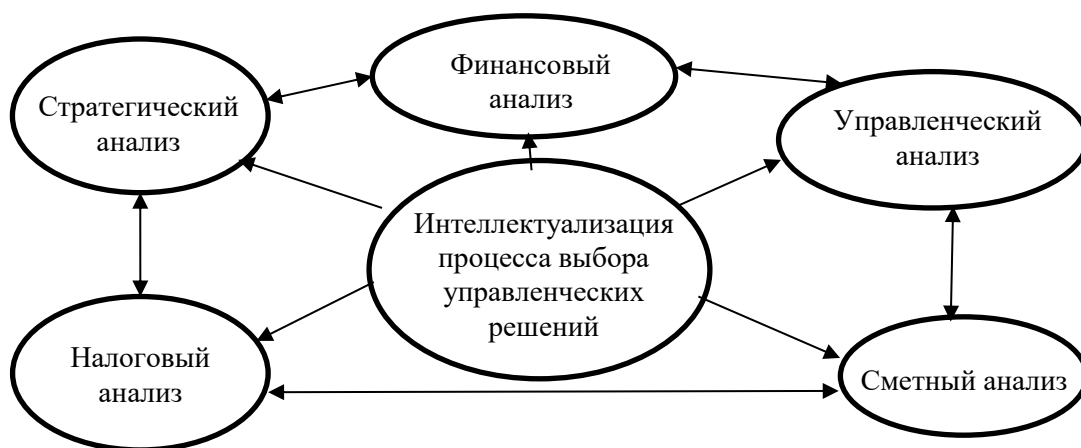 Финансовый
анализ
Стратегический
анализ
Управленческий
анализ
Интеллектуализация
процесса выбора
управленческих
решений
Налоговый
анализ
Сметный анализ